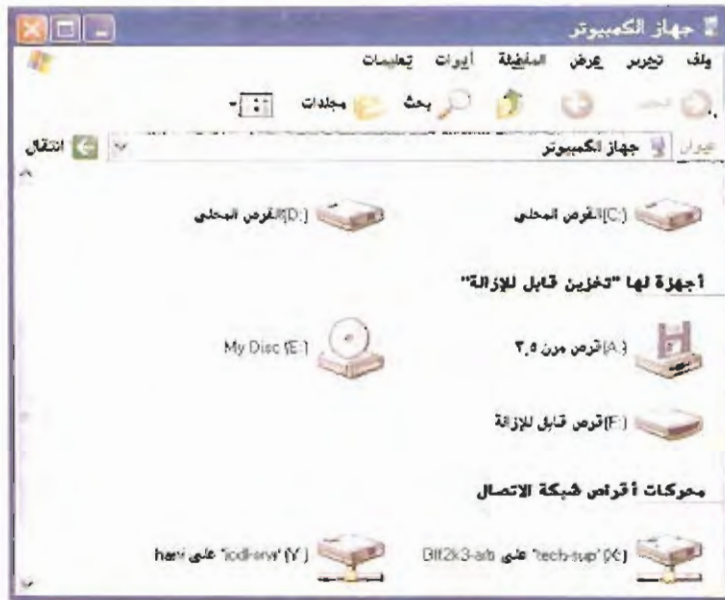 جهاز الكمبيوتر
ملف تحرير عرض المفضلة أدوات تعليمات
بحث مجلدات
عنوان جهاز الكمبيوتر انتقال
القرص المحلي (C:) القرص المحلي (D:)
أجهزة لها "تخزين قابل للإزالة"
قرص مرن ٣,٥ (A:) My Disc (E:)
قرص قابل للإزالة (F:)
محركات أقراص شبكة الاتصال
'tech-sup' على (X:) على (Y:)